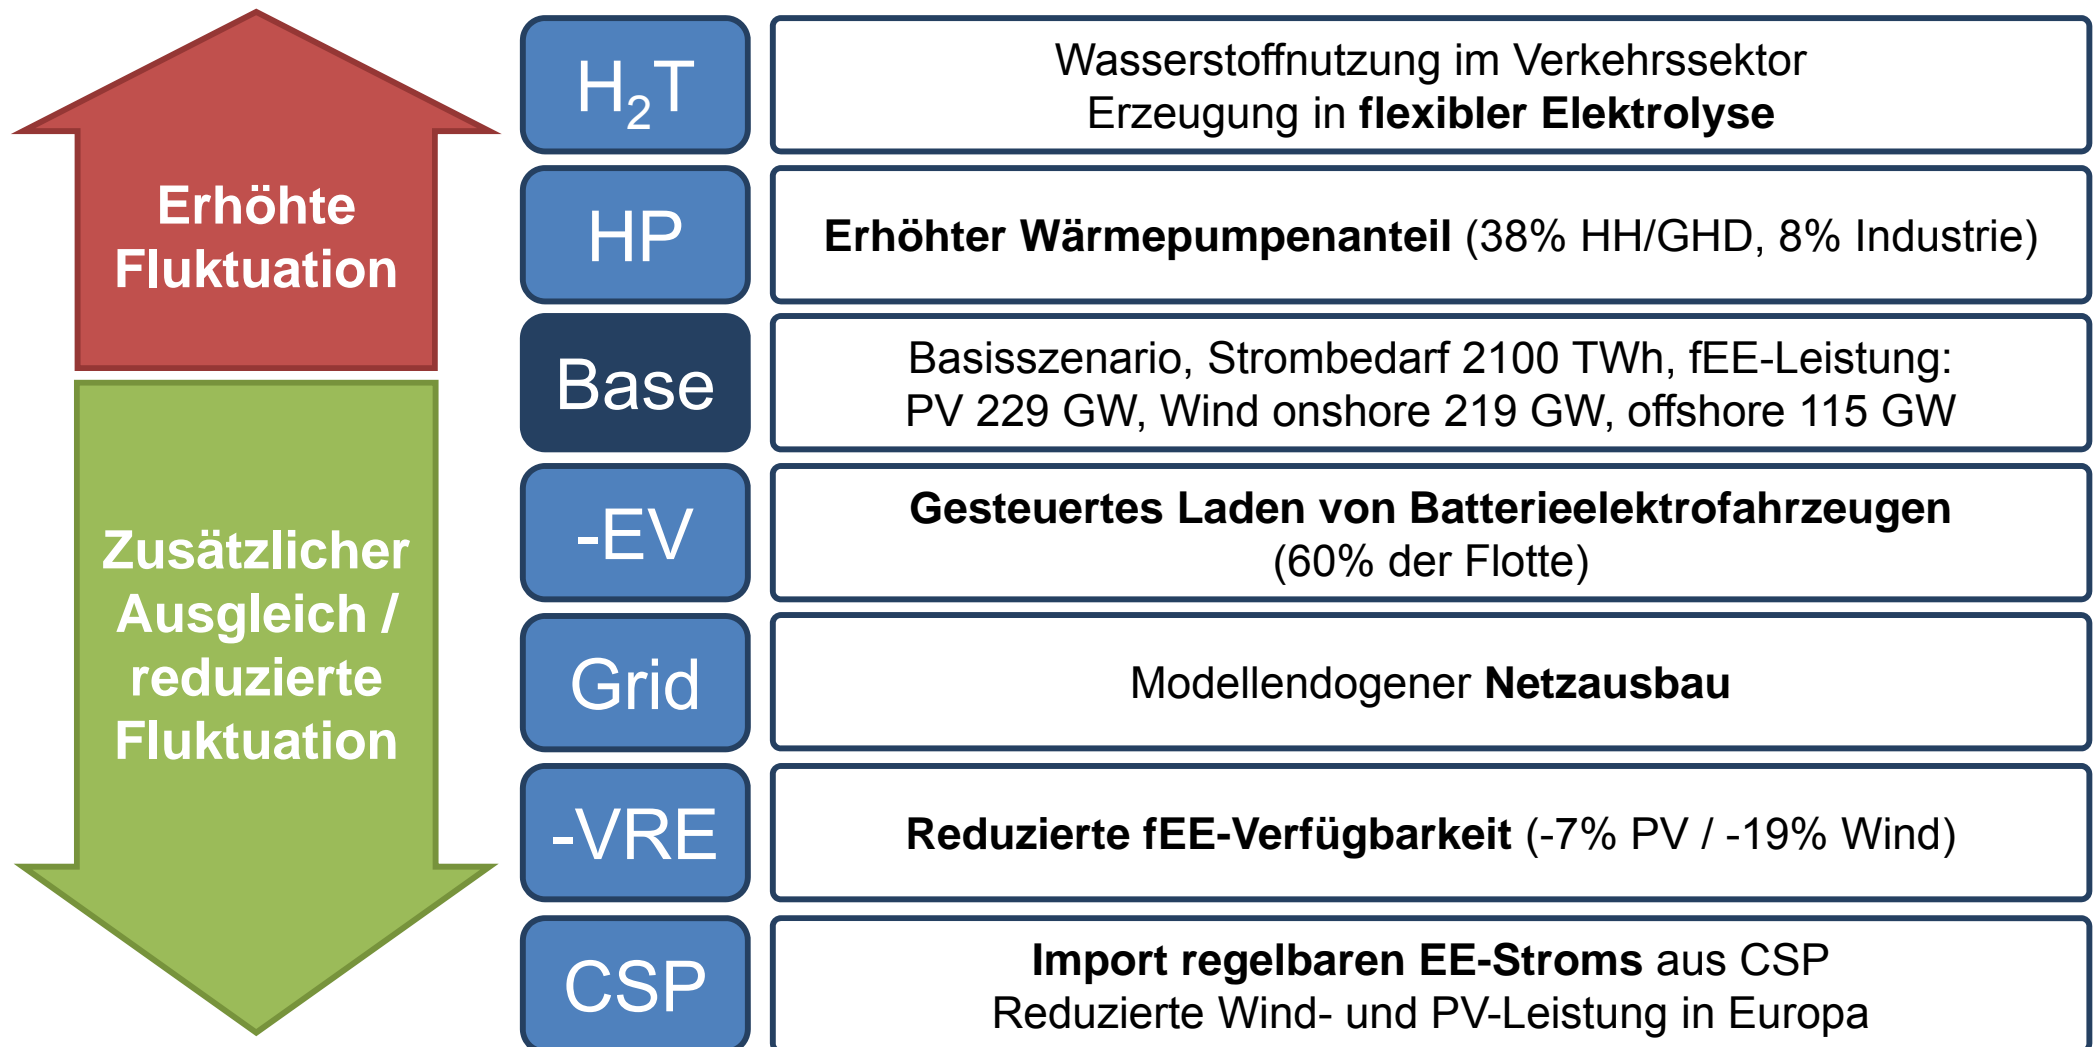 Erhöhte
Fluktuation
Zusätzlicher
Ausgleich /
reduzierte
Fluktuation
H₂T
Wasserstoffnutzung im Verkehrssektor
Erzeugung in flexibler Elektrolyse
HP
Erhöhter Wärmepumpenanteil (38% HH/GHD, 8% Industrie)
Base
Basisszenario, Strombedarf 2100 TWh, fEE-Leistung:
PV 229 GW, Wind onshore 219 GW, offshore 115 GW
-EV
Gesteuertes Laden von Batterieelektrofahrzeugen
(60% der Flotte)
Grid
Modellendogener Netzausbau
-VRE
Reduzierte fEE-Verfügbarkeit (-7% PV / -19% Wind)
CSP
Import regelbaren EE-Stroms aus CSP
Reduzierte Wind- und PV-Leistung in Europa